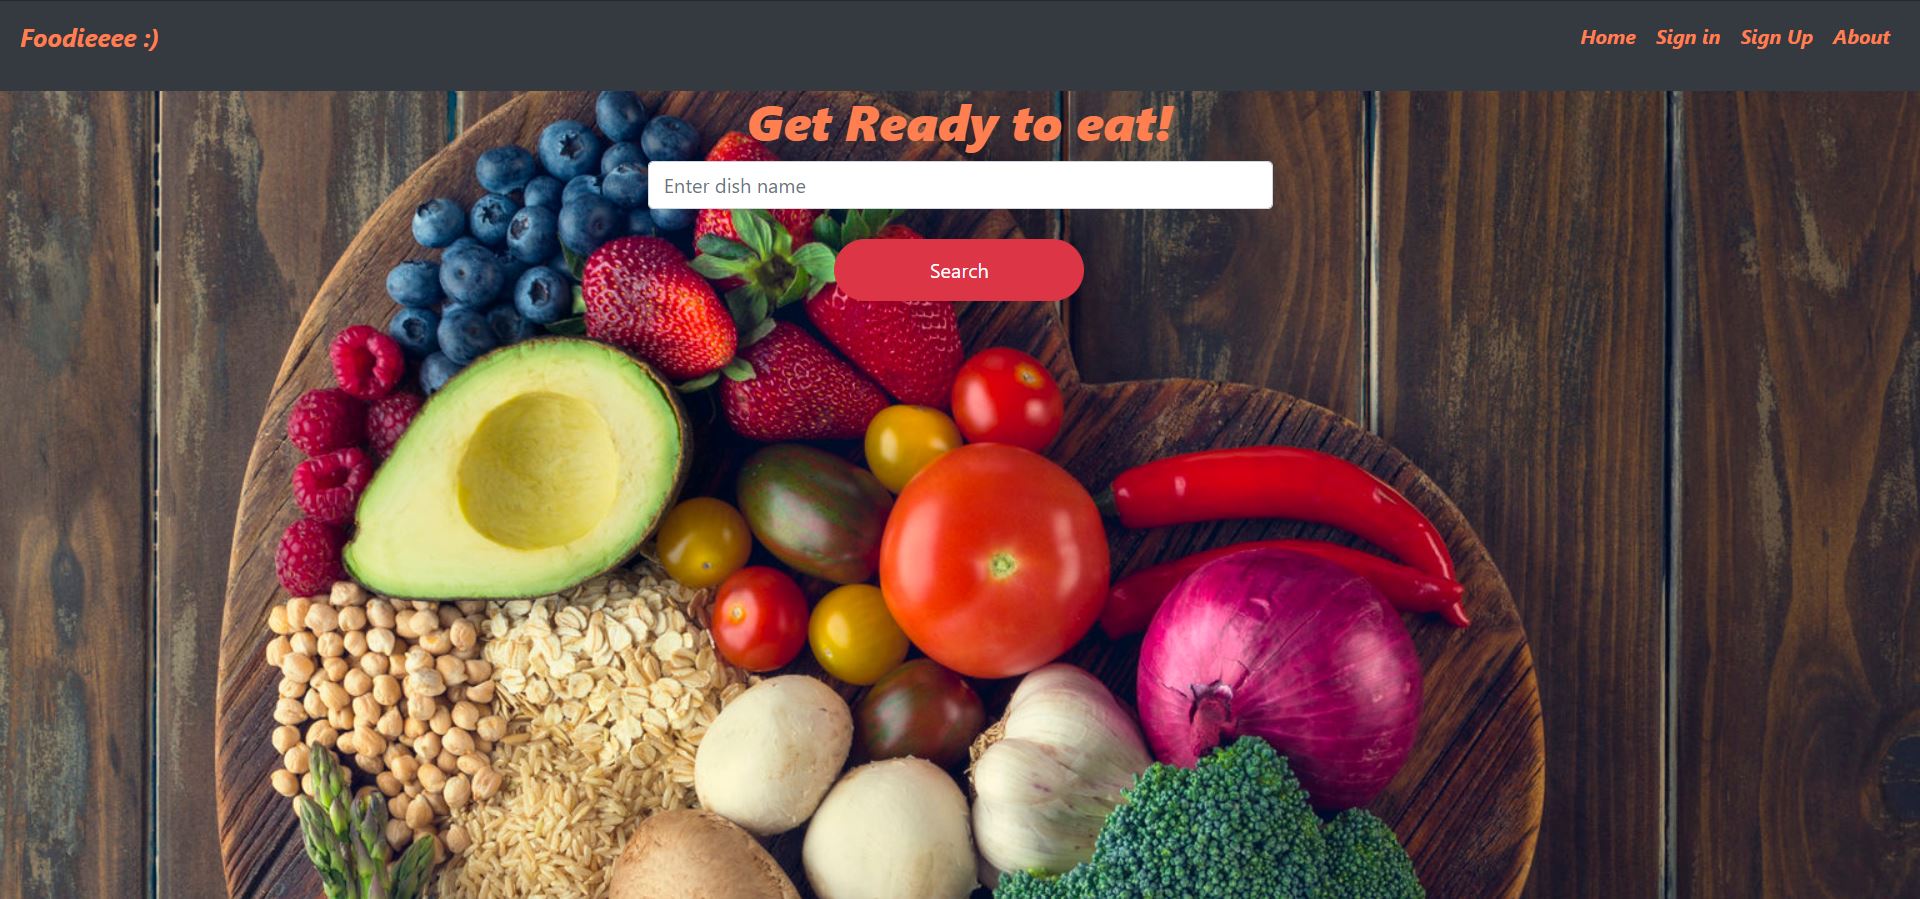 Foodieeee :)
Home Sign in Sign Up About
Get Ready to eat!
Enter dish name
Search